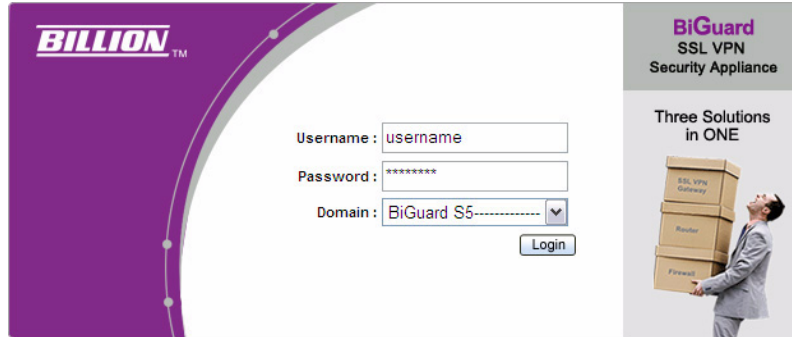 BILLION TM
BiGuard
SSL VPN
Security Appliance
Three Solutions
in ONE
Username : username
Password : ********
Domain : BiGuard S5-------------
Login
SSL VPN
Gateway
Router
Firewall